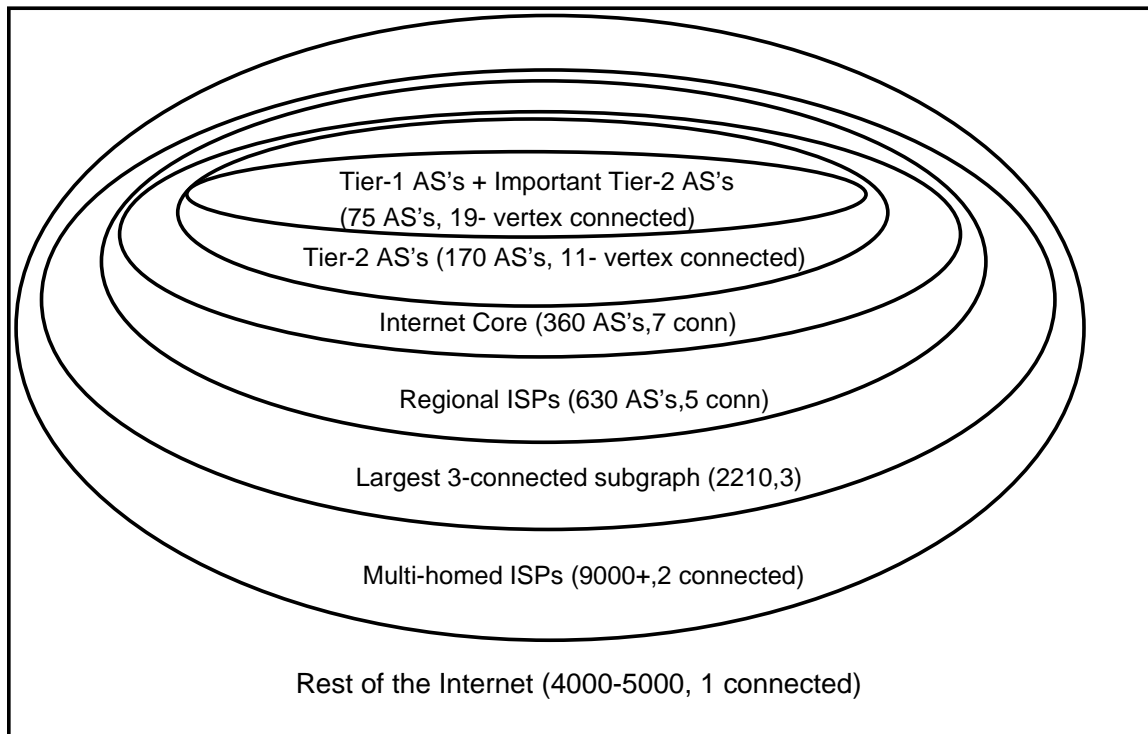 Tier-1 AS's + Important Tier-2 AS's
(75 AS's, 19- vertex connected)
Tier-2 AS's (170 AS's, 11- vertex connected)
Internet Core (360 AS's,7 conn)
Regional ISPs (630 AS's,5 conn)
Largest 3-connected subgraph (2210,3)
Multi-homed ISPs (9000+,2 connected)
Rest of the Internet (4000-5000, 1 connected)